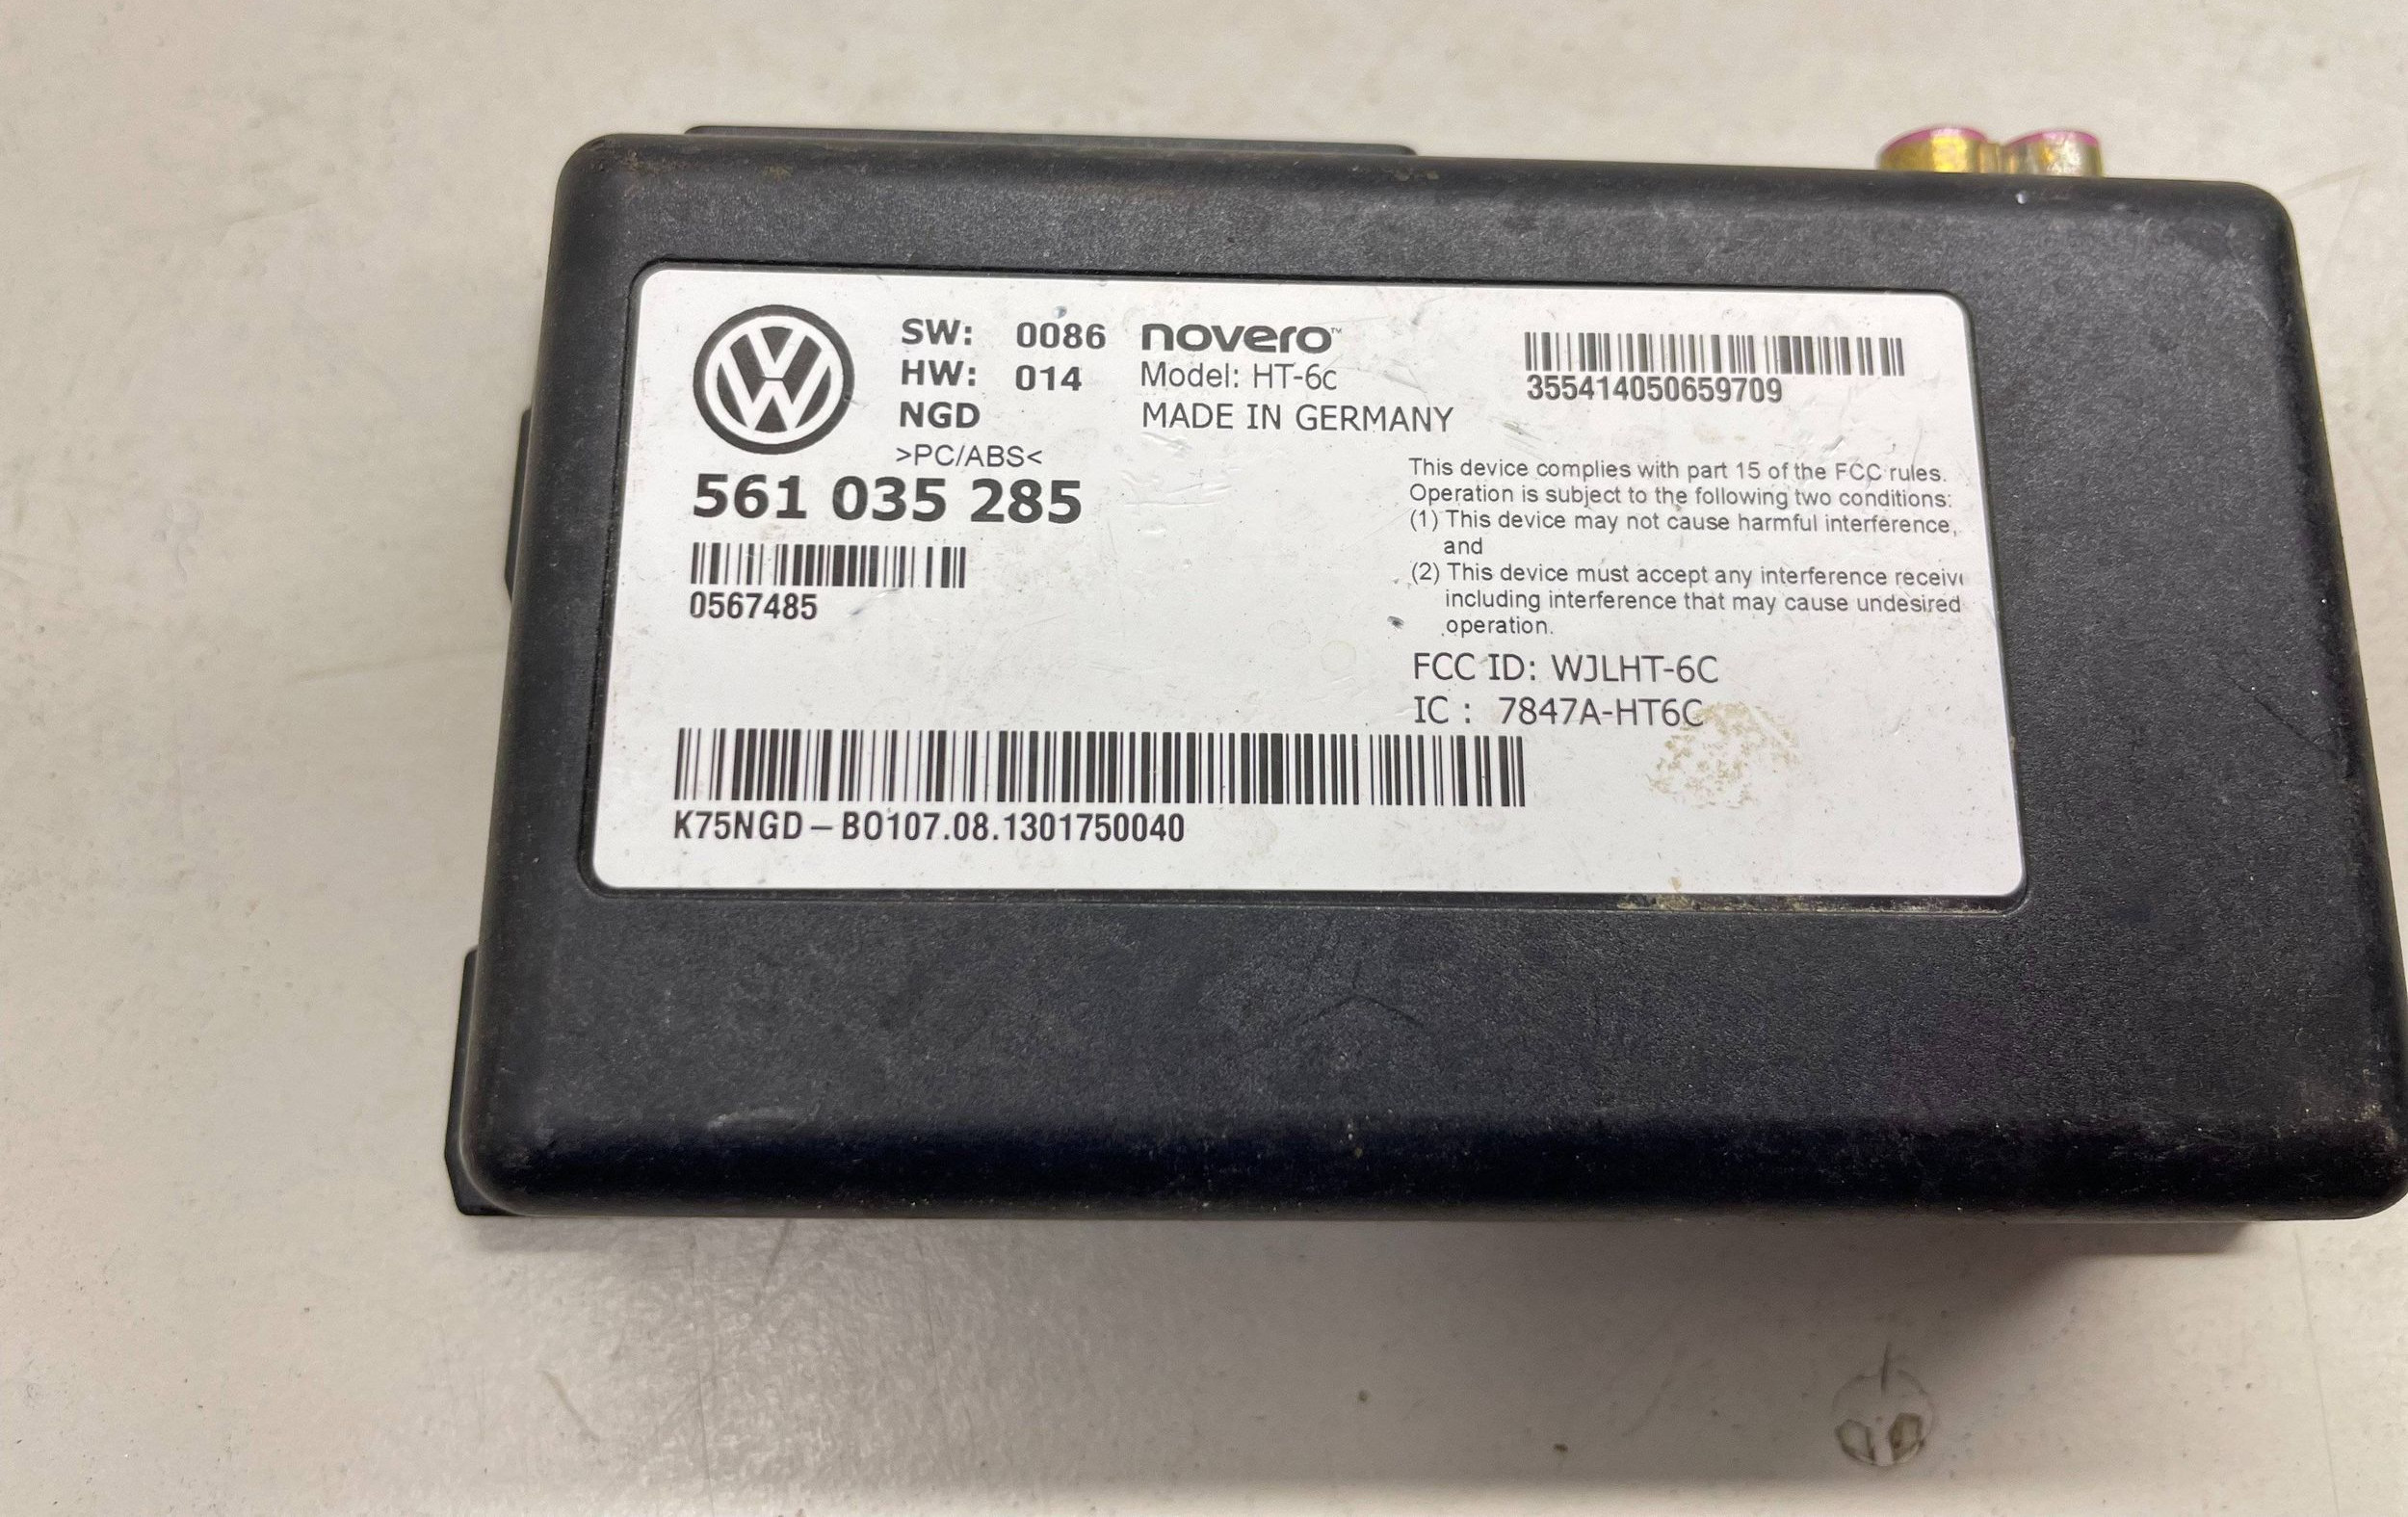 SW: 0086
HW: 014
NGD
>PC/ABS<
561 035 285
0567485
novero™
Model: HT-6c
MADE IN GERMANY
355414050659709
This device complies with part 15 of the FCC rules.
Operation is subject to the following two conditions:
(1) This device may not cause harmful interference,
and
(2) This device must accept any interference
including interference that may cause undesired
operation.
FCC ID: WJLHT-6C
IC : 7847A-HT6C
K75NGD-BO107.08.1301750040